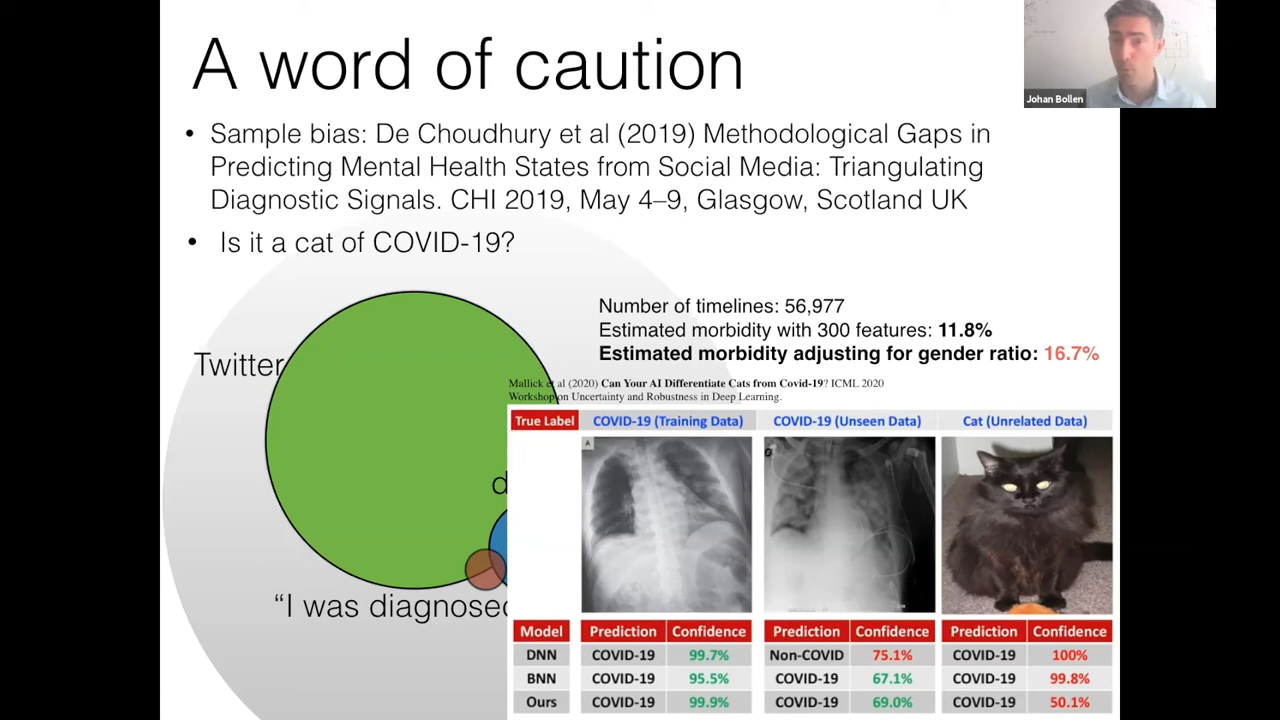 A word of caution
Johan Bollen
• Sample bias: De Choudhury et al (2019) Methodological Gaps in
Predicting Mental Health States from Social Media: Triangulating
Diagnostic Signals. CHI 2019, May 4–9, Glasgow, Scotland UK
• Is it a cat of COVID-19?
Number of timelines: 56,977
Estimated morbidity with 300 features: 11.8%
Estimated morbidity adjusting for gender ratio: 16.7%
Twitter
Mallick et al (2020) Can Your AI Differentiate Cats from Covid-19? ICML 2020
Workshop on Uncertainty and Robustness in Deep Learning.
True Label COVID-19 (Training Data) COVID-19 (Unseen Data) Cat (Unrelated Data)
A
d
“I was diagnosed
Model Prediction Confidence Prediction Confidence Prediction Confidence
DNN COVID-19 99.7% Non-COVID 75.1% COVID-19 100%
BNN COVID-19 95.5% COVID-19 67.1% COVID-19 99.8%
Ours COVID-19 99.9% COVID-19 69.0% COVID-19 50.1%